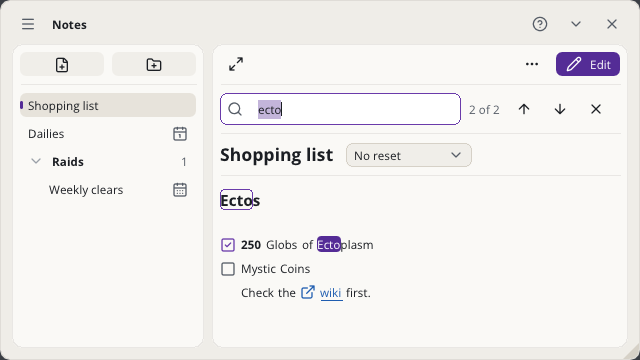 Notes
Edit
Shopping list
Dailies
Raids 1
Weekly clears
ecto 2 of 2
Shopping list No reset
Ectos
250 Globs of Ectoplasm
Mystic Coins
Check the wiki first.